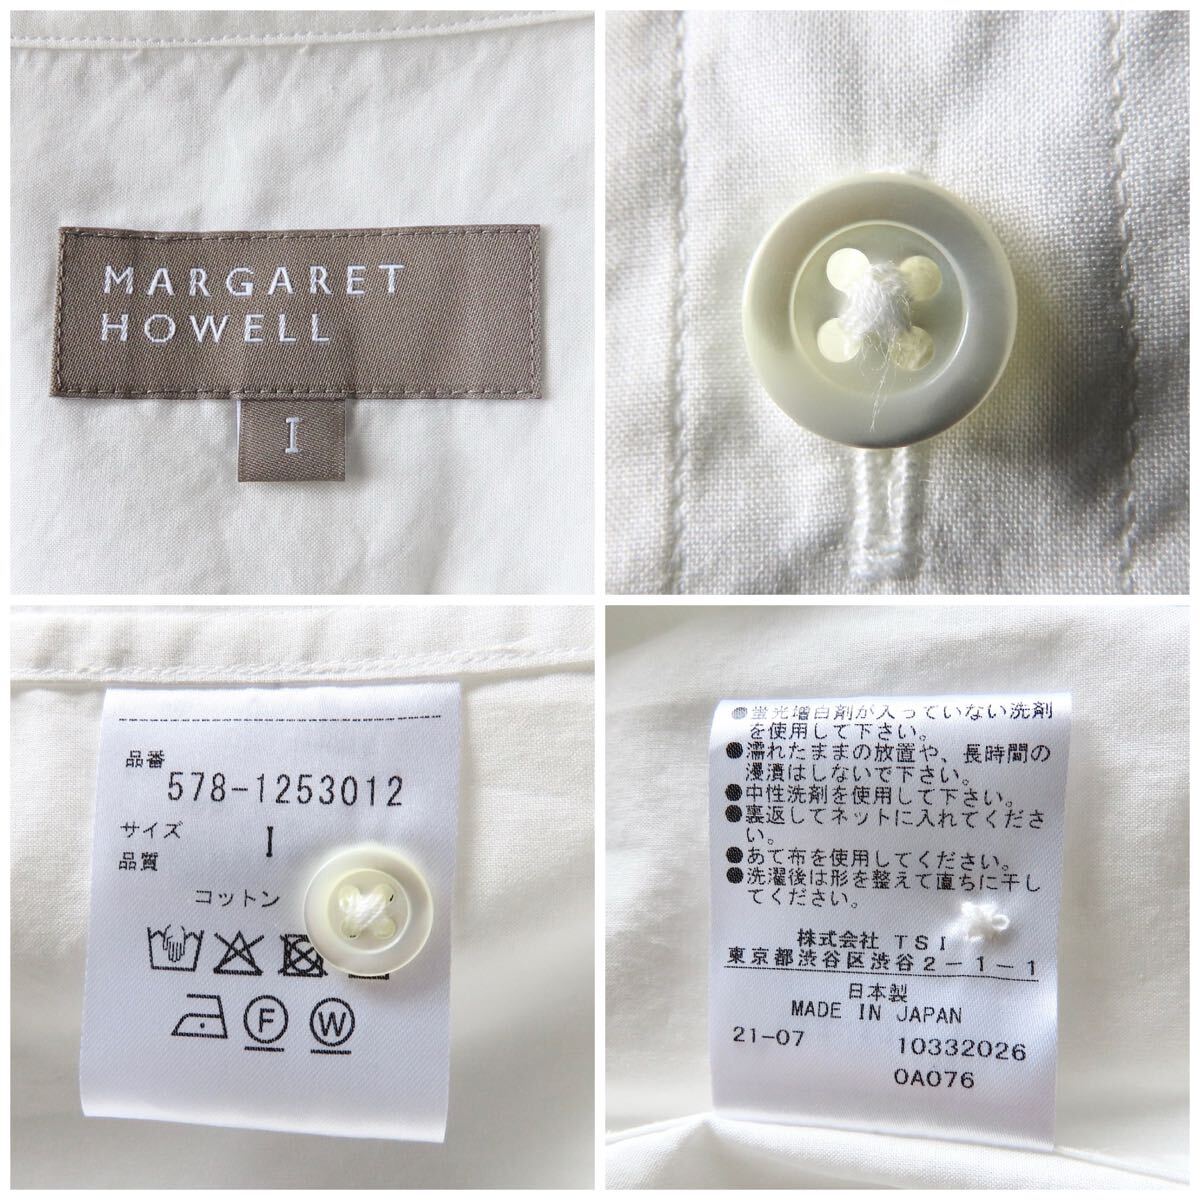 MARGARET
HOWELL
I
品番
578-1253012
サイズ
I
品質
コットン
F
W
●蛍光増白剤が入っていない洗剤
を使用して下さい。
●濡れたままの放置や、長時間の
浸漬はしないで下さい。
●中性洗剤を使用して下さい。
●裏返してネットに入れてくださ
い。
●あて布を使用してください。
●洗濯後は形を整えて直ちに干し
てください。
株式会社 TSI
東京都渋谷区渋谷2-1-1
日本製
MADE IN JAPAN
21-07
10332026
0A076